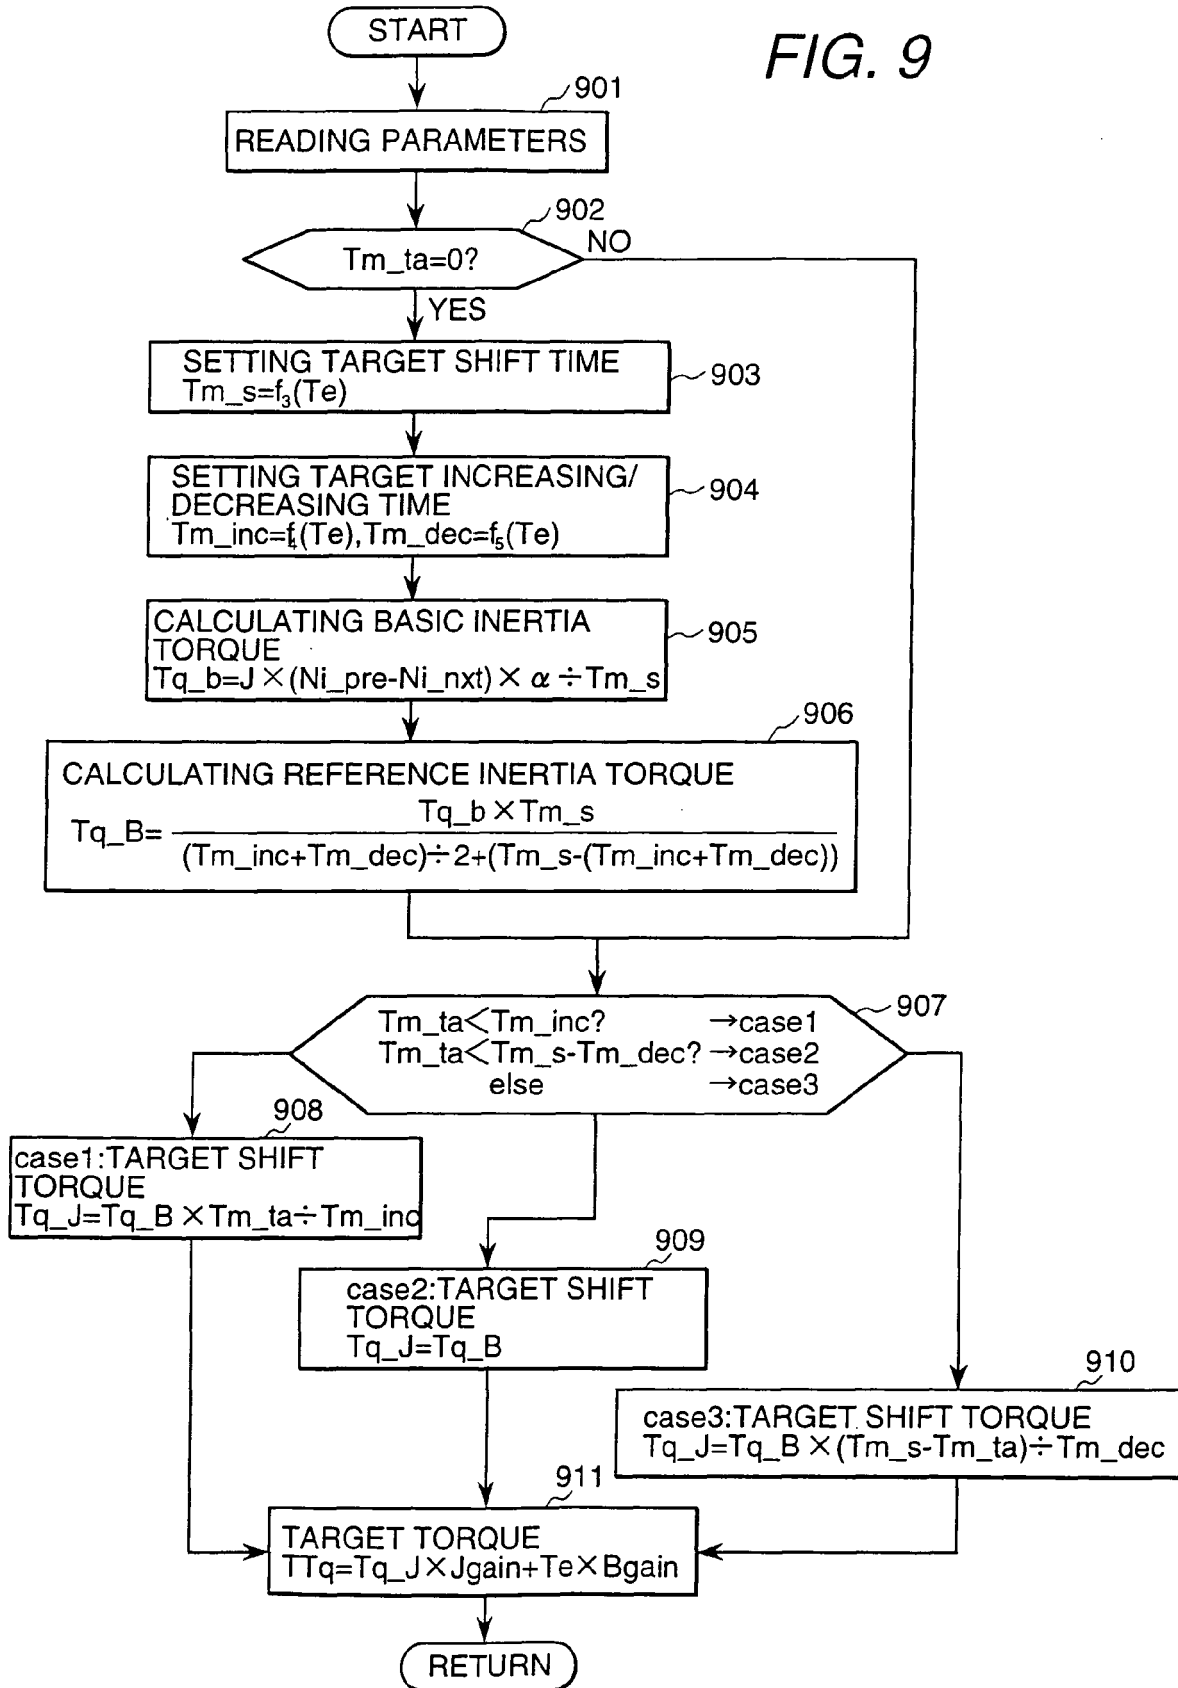 START
FIG. 9
901
READING PARAMETERS
902
NO
Tm_ta=0?
YES
SETTING TARGET SHIFT TIME
Tm_s=f₃(Te)
903
SETTING TARGET INCREASING/
DECREASING TIME
Tm_inc=f₄(Te),Tm_dec=f₅(Te)
904
CALCULATING BASIC INERTIA
TORQUE
Tq_b=J×(Ni_pre-Ni_nxt)×α÷Tm_s
905
906
CALCULATING REFERENCE INERTIA TORQUE
Tq_b×Tm_s
Tq_B=
(Tm_inc+Tm_dec)÷2+(Tm_s-(Tm_inc+Tm_dec))
907
Tm_ta<Tm_inc? →case1
Tm_ta<Tm_s-Tm_dec? →case2
else →case3
908
case1:TARGET SHIFT
TORQUE
Tq_J=Tq_B×Tm_ta÷Tm_inc
909
case2:TARGET SHIFT
TORQUE
Tq_J=Tq_B
910
case3:TARGET SHIFT TORQUE
Tq_J=Tq_B×(Tm_s-Tm_ta)÷Tm_dec
911
TARGET TORQUE
TTq=Tq_J×Jgain+Te×Bgain
RETURN